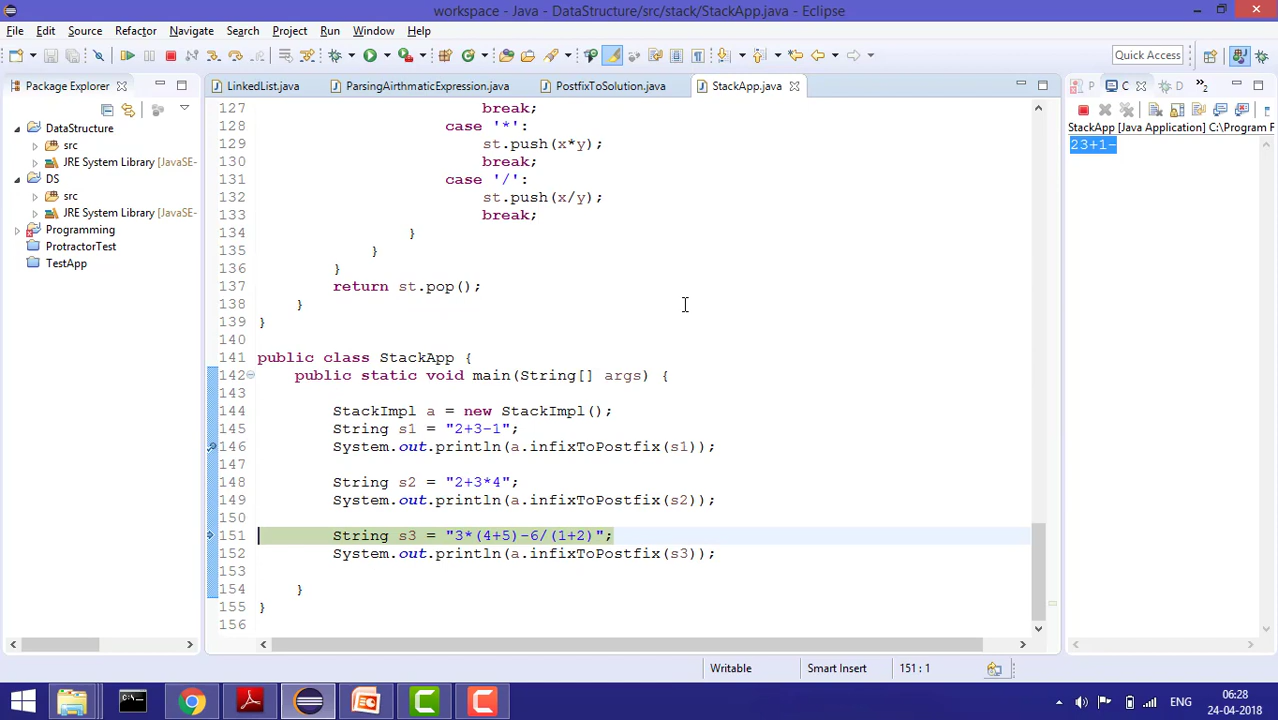 workspace - Java - DataStructure/src/stack/StackApp.java - Eclipse
File Edit Source Refactor Navigate Search Project Run Window Help
Quick Access
Package Explorer
LinkedList.java ParsingAirthmaticExpression.java PostfixToSolution.java StackApp.java
P C D »2
DataStructure
src
JRE System Library [JavaSE-
DS
src
JRE System Library [JavaSE-
Programming
ProtractorTest
TestApp
127 break;
128 case '*':
129 st.push(x*y);
130 break;
131 case '/':
132 st.push(x/y);
133 break;
134 }
135 }
136 }
137 return st.pop();
138 }
139 }
140
141 public class StackApp {
142 public static void main(String[] args) {
143
144 StackImpl a = new StackImpl();
145 String s1 = "2+3-1";
146 System.out.println(a.infixToPostfix(s1));
147
148 String s2 = "2+3*4";
149 System.out.println(a.infixToPostfix(s2));
150
151 String s3 = "3*(4+5)-6/(1+2)";
152 System.out.println(a.infixToPostfix(s3));
153
154 }
155 }
156
StackApp [Java Application] C:\Program F
23+1-
Writable Smart Insert 151 : 1
ENG
06:28
24-04-2018